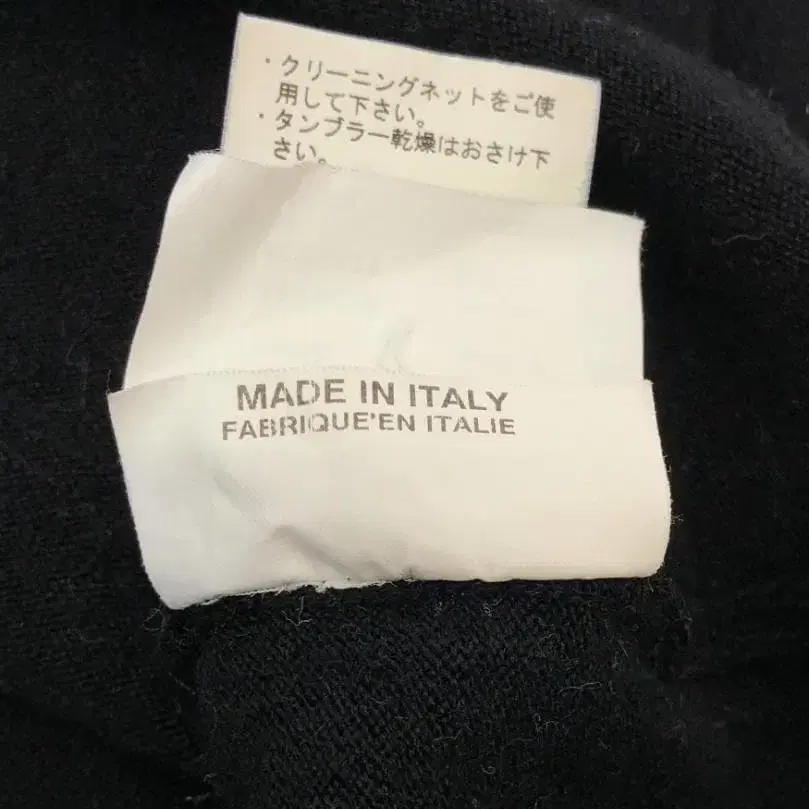 ・クリーニングネットをご使
用して下さい。
・タンブラー乾燥はおさけ下
さい。
MADE IN ITALY
FABRIQUE'EN ITALIE